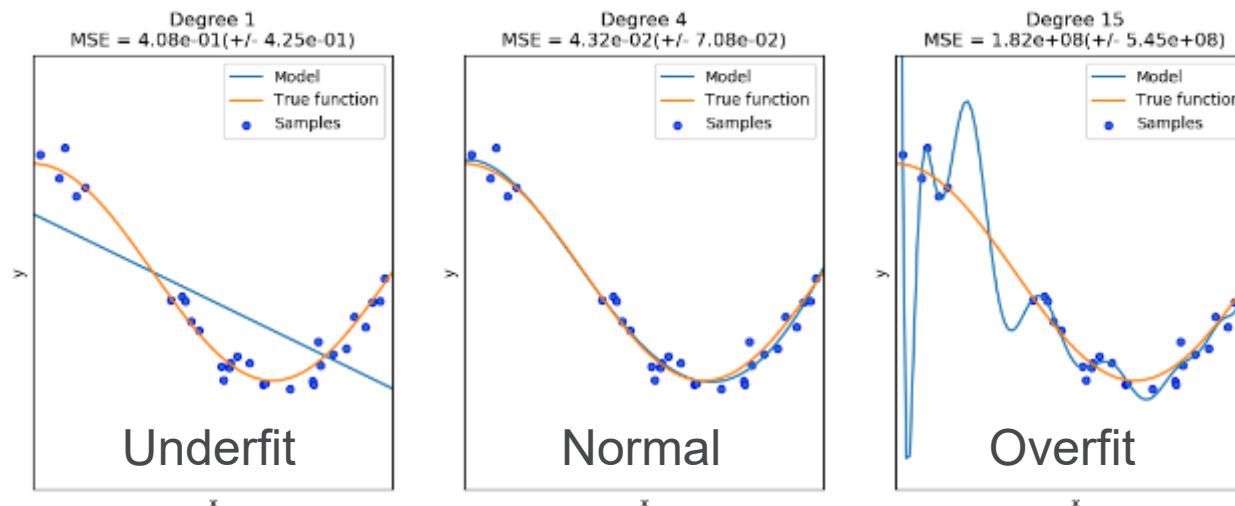 Degree 1
MSE = 4.08e-01(+/- 4.25e-01)
Model
True function
Samples
y
Underfit
x
Degree 4
MSE = 4.32e-02(+/- 7.08e-02)
Model
True function
Samples
y
Normal
x
Degree 15
MSE = 1.82e+08(+/- 5.45e+08)
Model
True function
Samples
y
Overfit
x